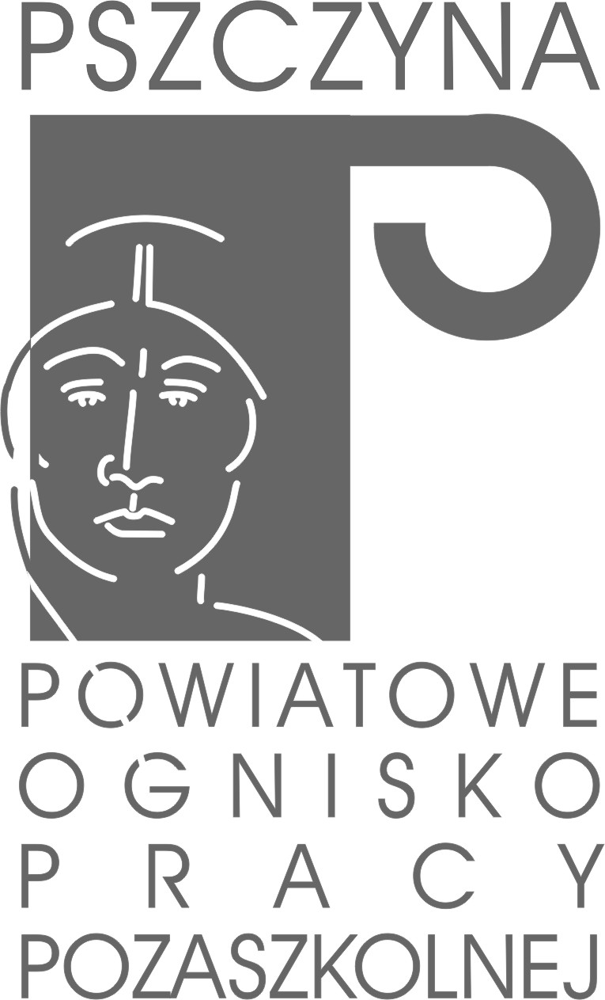 PSZCZYNA
POWIATOWE
OGNISKO
PRACY
POZASZKOLNEJ